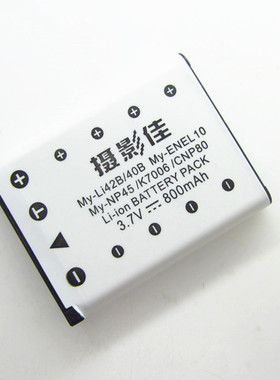 摄影佳
My-Li42B/40B My-ENEL10
My-NP45/K7006/CNP80
Li-ion BATTERY PACK
3.7V⎓800mAh